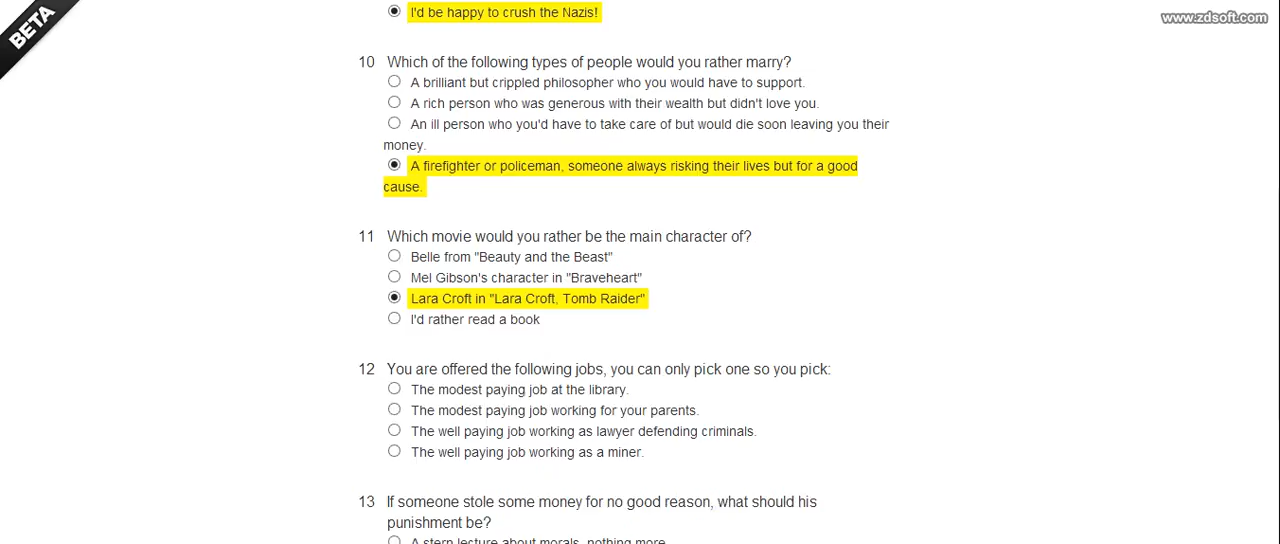 BETA
www.zdsoft.com
I'd be happy to crush the Nazis!
10 Which of the following types of people would you rather marry?
A brilliant but crippled philosopher who you would have to support.
A rich person who was generous with their wealth but didn't love you.
An ill person who you'd have to take care of but would die soon leaving you their
money.
A firefighter or policeman, someone always risking their lives but for a good
cause.
11 Which movie would you rather be the main character of?
Belle from "Beauty and the Beast"
Mel Gibson's character in "Braveheart"
Lara Croft in "Lara Croft, Tomb Raider"
I'd rather read a book
12 You are offered the following jobs, you can only pick one so you pick:
The modest paying job at the library.
The modest paying job working for your parents.
The well paying job working as lawyer defending criminals.
The well paying job working as a miner.
13 If someone stole some money for no good reason, what should his
punishment be?
A stern lecture about morals, nothing more.